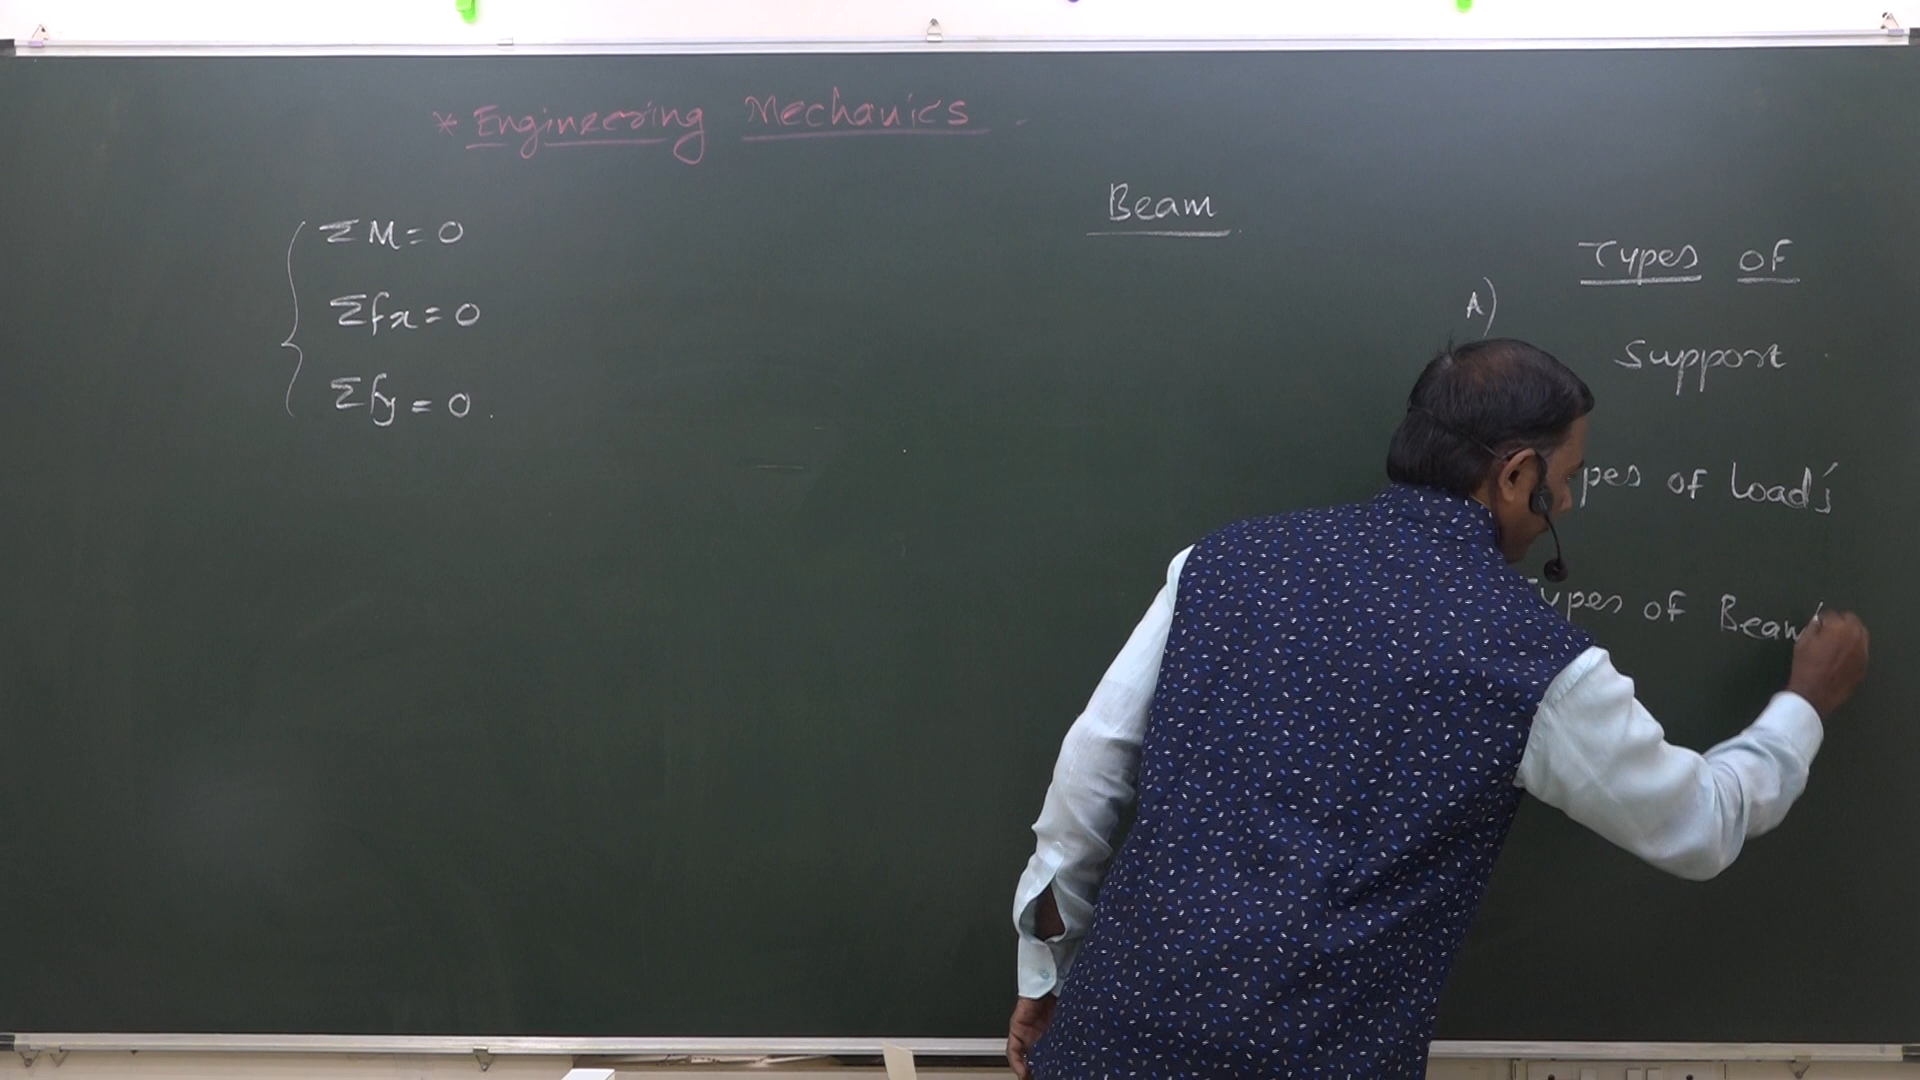 * Engineering Mechanics.
ΣM=0
Σfx=0
Σfy=0.
Beam
Types of
A)
Support
pes of Load's
ypes of Beam'